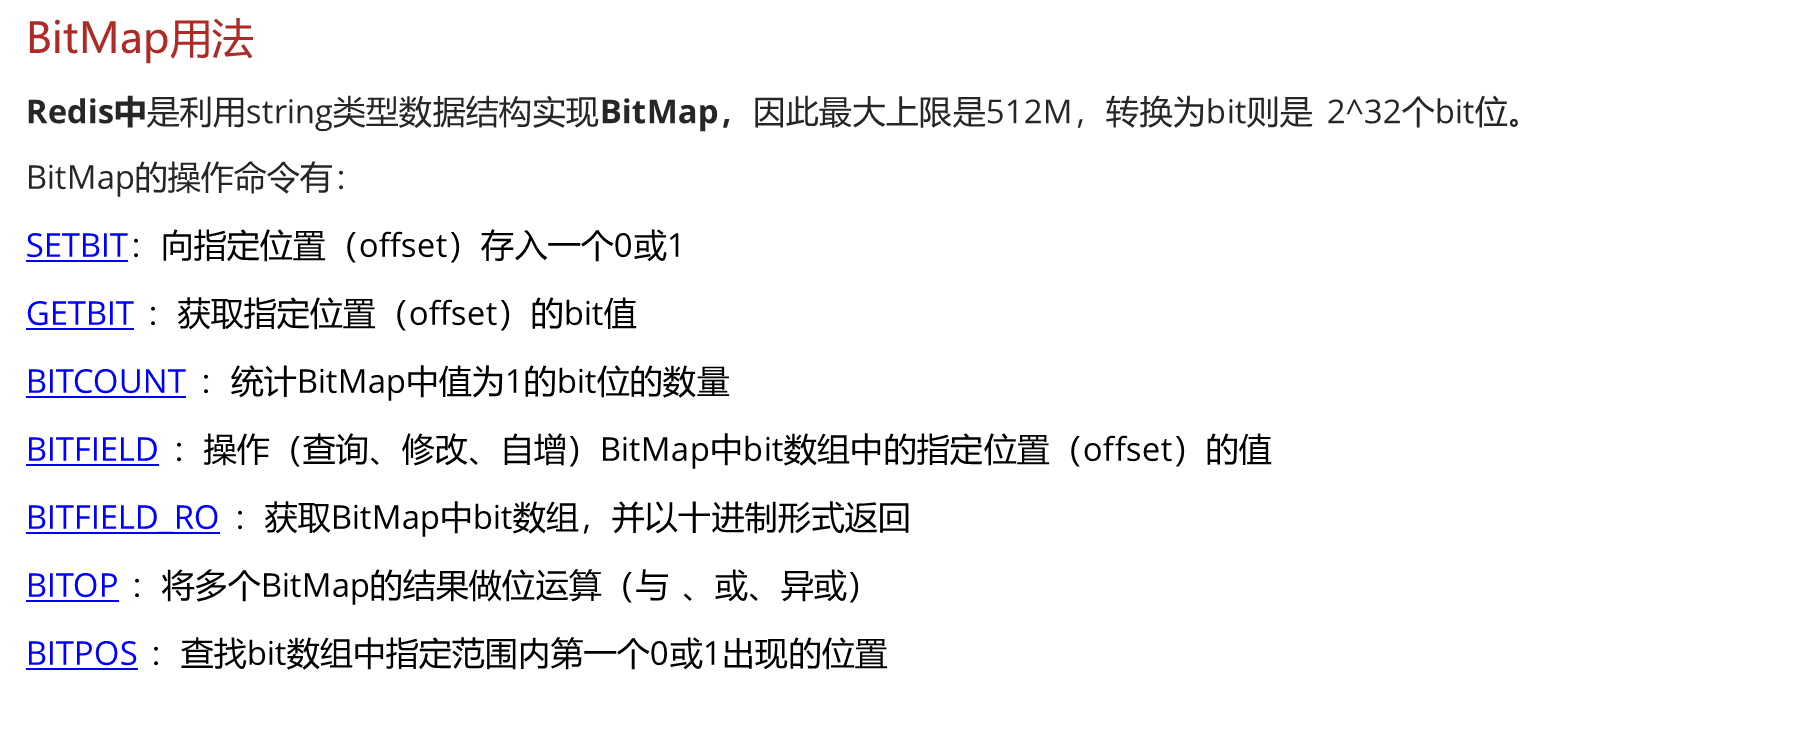 BitMap用法
Redis中是利用string类型数据结构实现BitMap，因此最大上限是512M，转换为bit则是 2^32个bit位。
BitMap的操作命令有：
SETBIT：向指定位置（offset）存入一个0或1
GETBIT ：获取指定位置（offset）的bit值
BITCOUNT ：统计BitMap中值为1的bit位的数量
BITFIELD ：操作（查询、修改、自增）BitMap中bit数组中的指定位置（offset）的值
BITFIELD_RO ：获取BitMap中bit数组，并以十进制形式返回
BITOP ：将多个BitMap的结果做位运算（与 、或、异或）
BITPOS ：查找bit数组中指定范围内第一个0或1出现的位置